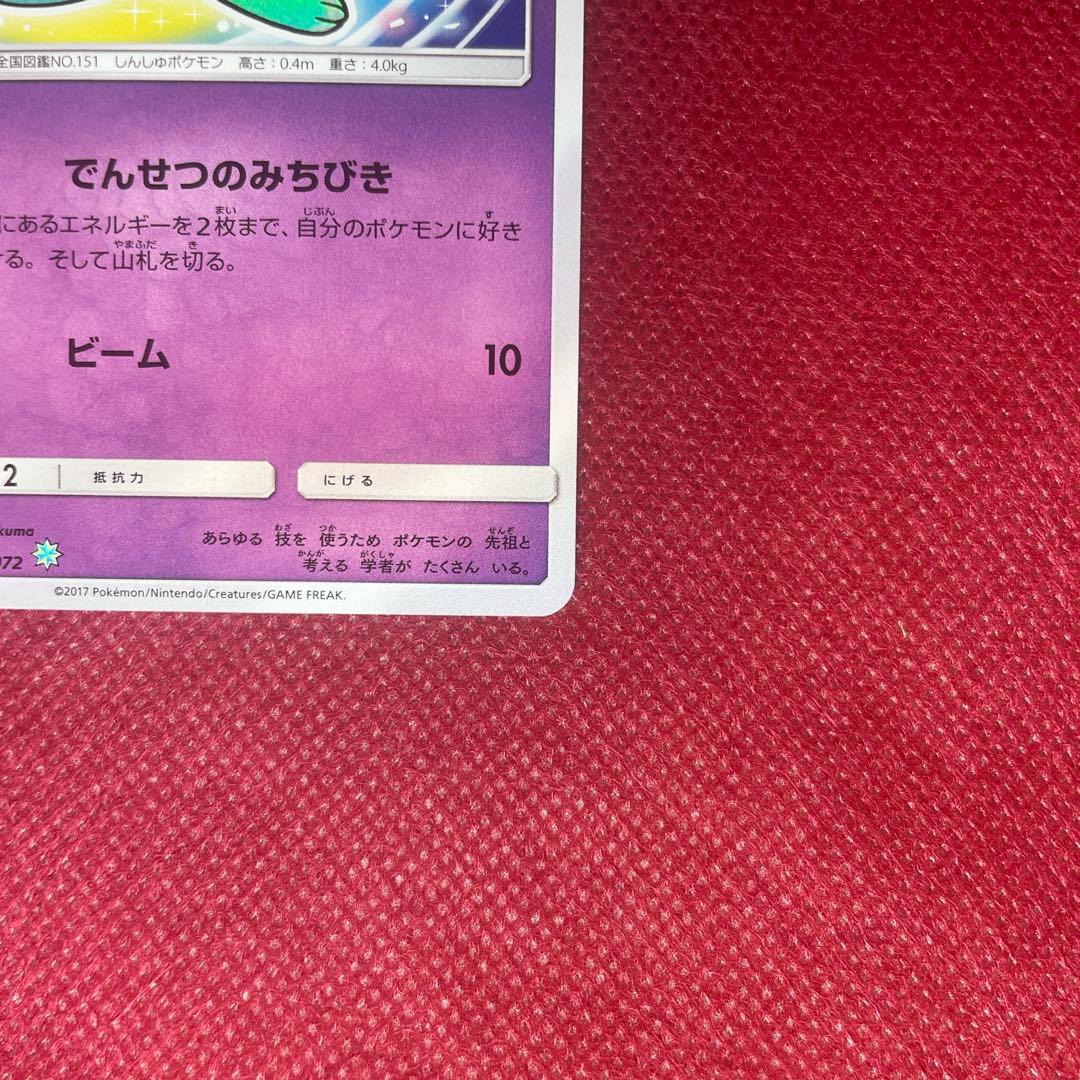 全国図鑑NO.151 しんしゅポケモン 高さ:0.4m 重さ:4.0kg
でんせつのみちびき
にあるエネルギーを2枚まで、自分のポケモンに好き
る。そして山札を切る。
ビーム 10
2 抵抗力 にげる
kuma
072
あらゆる 技を 使うため ポケモンの 先祖と
考える 学者が たくさん いる。
©2017 Pokémon/Nintendo/Creatures/GAME FREAK.